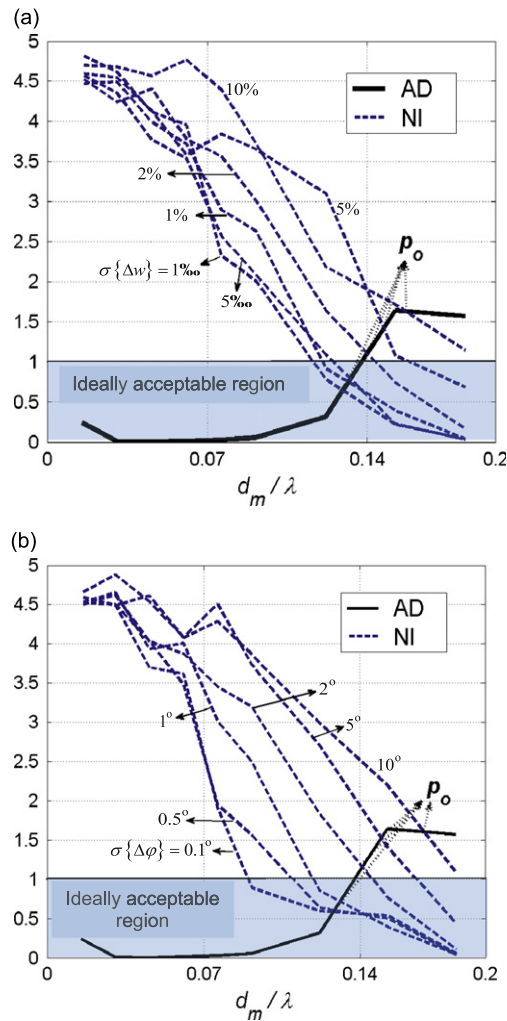 (a)
5
4.5
4
3.5
3
2.5
2
1.5
1
0.5
0
AD
NI
10%
2%
1%
5%
σ{Δw}=1‰
5‰
p_o
Ideally acceptable region
0 0.07 0.14 0.2
d_m / λ
(b)
5
4.5
4
3.5
3
2.5
2
1.5
1
0.5
0
AD
NI
1°
2°
5°
10°
0.5°
σ{Δφ}=0.1°
p_o
Ideally acceptable
region
0 0.07 0.14 0.2
d_m / λ